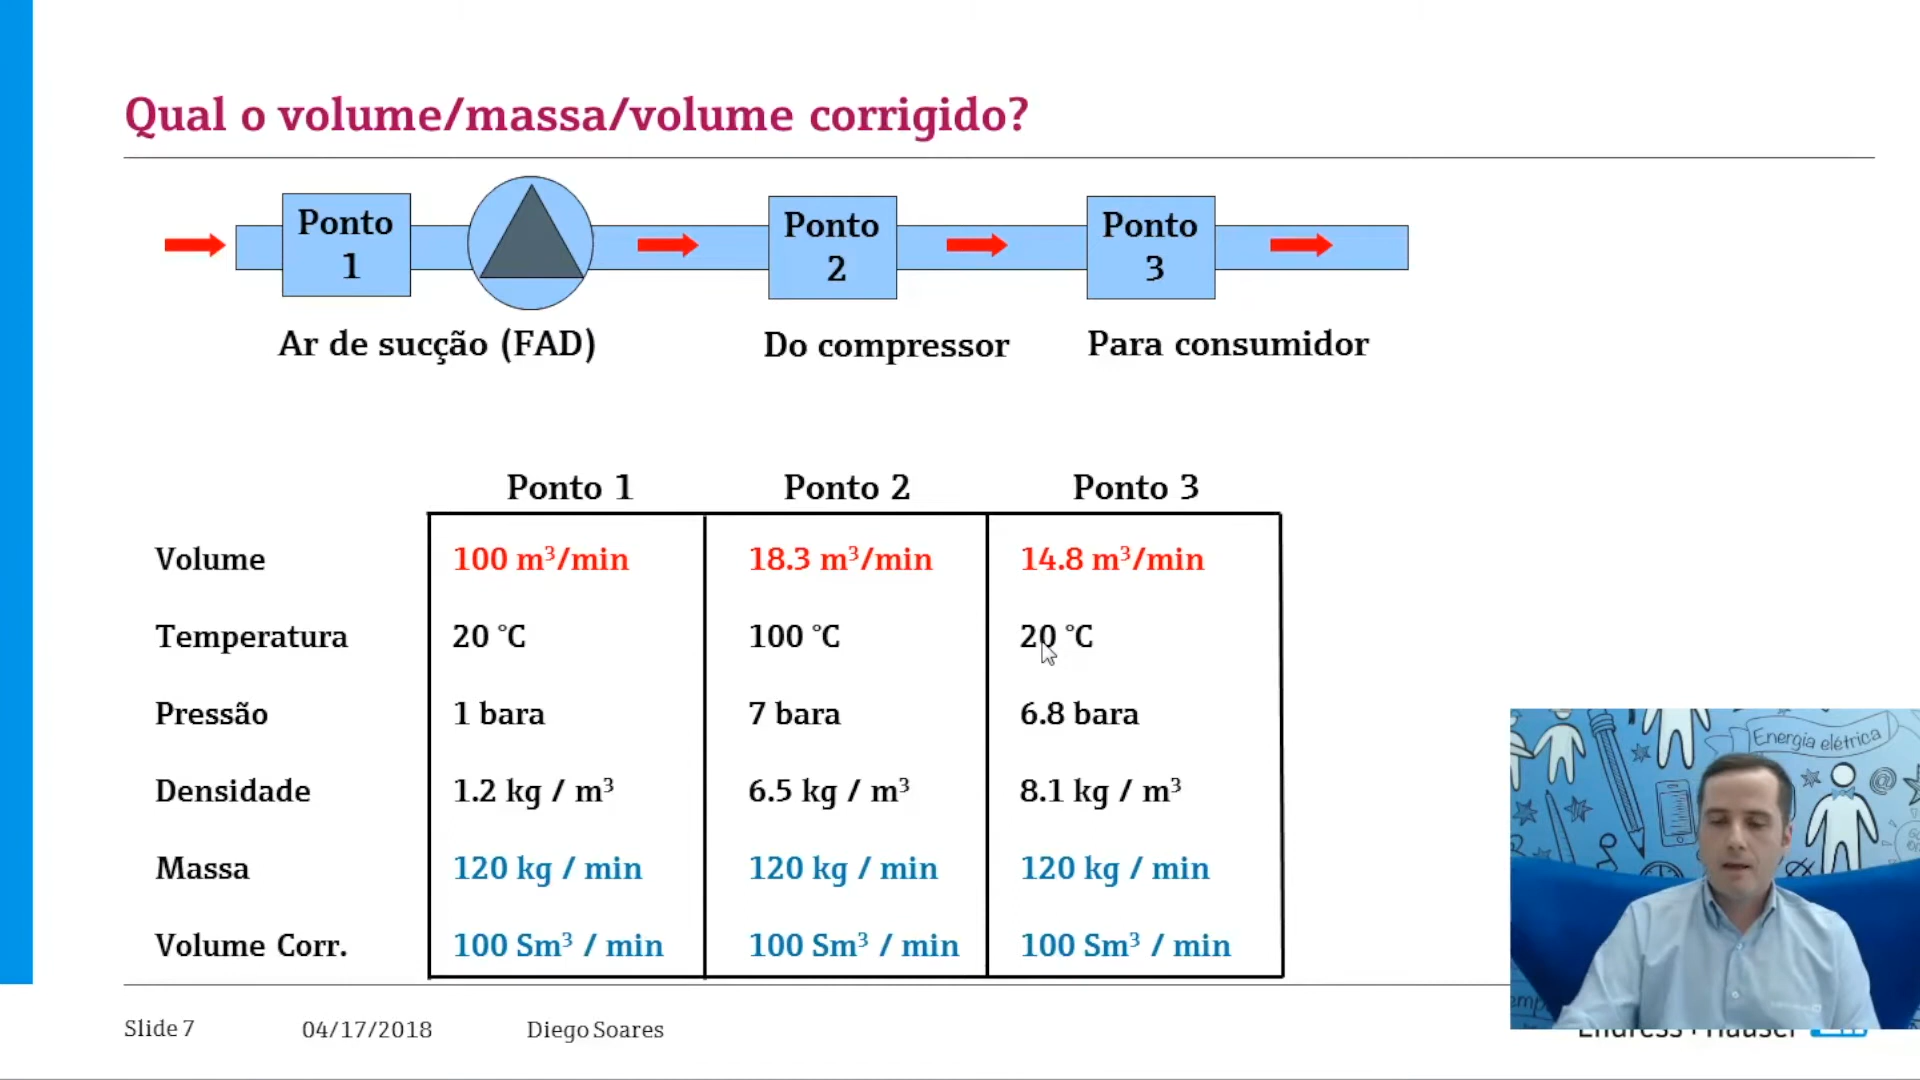 Qual o volume/massa/volume corrigido?
Ponto 1
Ponto 2
Ponto 3
Ar de sucção (FAD)
Do compressor
Para consumidor
Ponto 1 Ponto 2 Ponto 3
Volume 100 m³/min 18.3 m³/min 14.8 m³/min
Temperatura 20 °C 100 °C 20 °C
Pressão 1 bara 7 bara 6.8 bara
Densidade 1.2 kg / m³ 6.5 kg / m³ 8.1 kg / m³
Massa 120 kg / min 120 kg / min 120 kg / min
Volume Corr. 100 Sm³ / min 100 Sm³ / min 100 Sm³ / min
Energia elétrica
Slide 7 04/17/2018 Diego Soares
Endress+Hauser